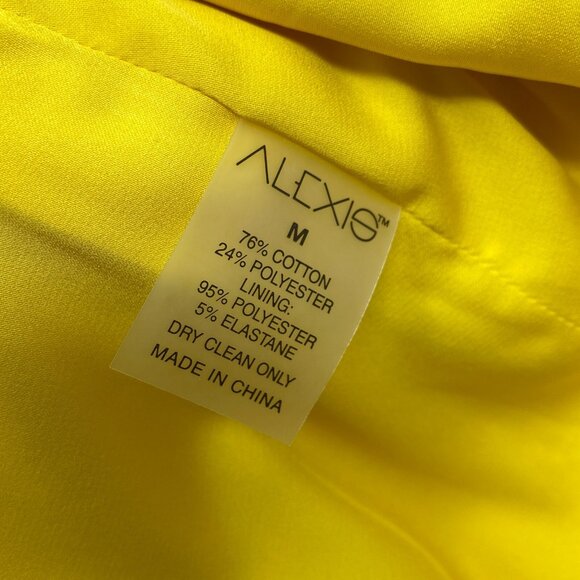 ALEXIS™
M
76% COTTON
24% POLYESTER
LINING:
95% POLYESTER
5% ELASTANE
DRY CLEAN ONLY
MADE IN CHINA